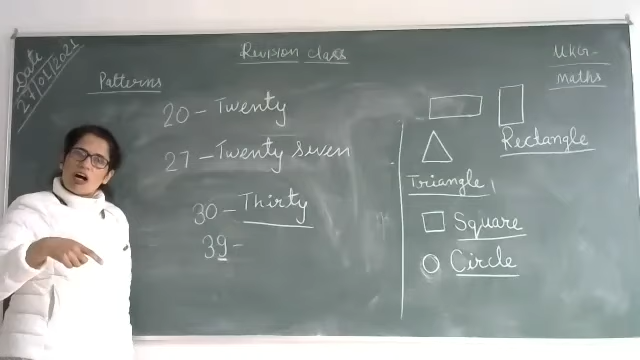 Date
27/01/2021
Revision class
UKG-
Maths
Patterns
20 - Twenty
27 - Twenty seven
30 - Thirty
39 -
Rectangle
Triangle
Square
Circle